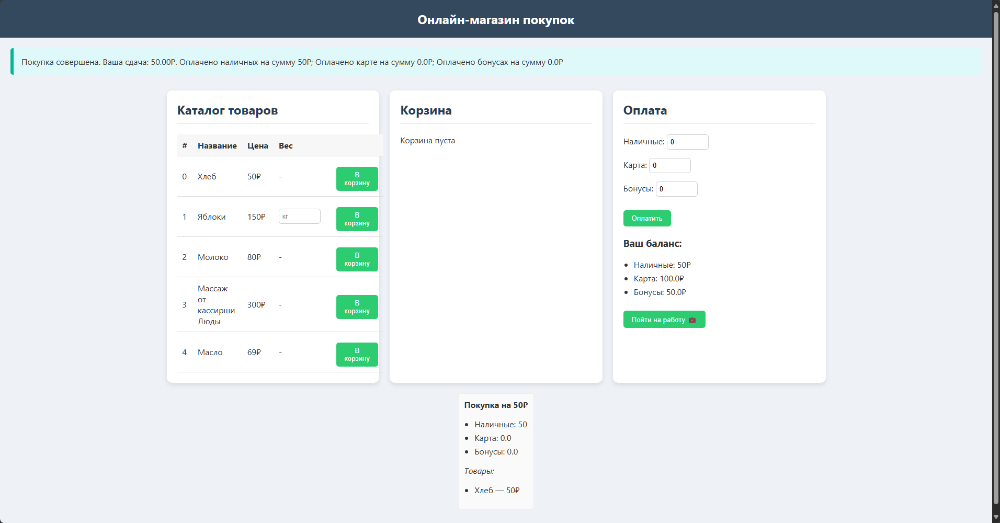 Онлайн-магазин покупок
Покупка совершена. Ваша сдача: 50.00₽. Оплачено наличных на сумму 50₽; Оплачено карте на сумму 0.0₽; Оплачено бонусах на сумму 0.0₽
Каталог товаров
# Название Цена Вес
0 Хлеб 50₽ - В корзину
1 Яблоки 150₽ кг В корзину
2 Молоко 80₽ - В корзину
3 Массаж от кассирши Люды 300₽ - В корзину
4 Масло 69₽ - В корзину
Корзина
Корзина пуста
Оплата
Наличные: 0
Карта: 0
Бонусы: 0
Оплатить
Ваш баланс:
Наличные: 50₽
Карта: 100.0₽
Бонусы: 50.0₽
Пойти на работу 💼
Покупка на 50₽
Наличные: 50
Карта: 0.0
Бонусы: 0.0
Товары:
Хлеб — 50₽